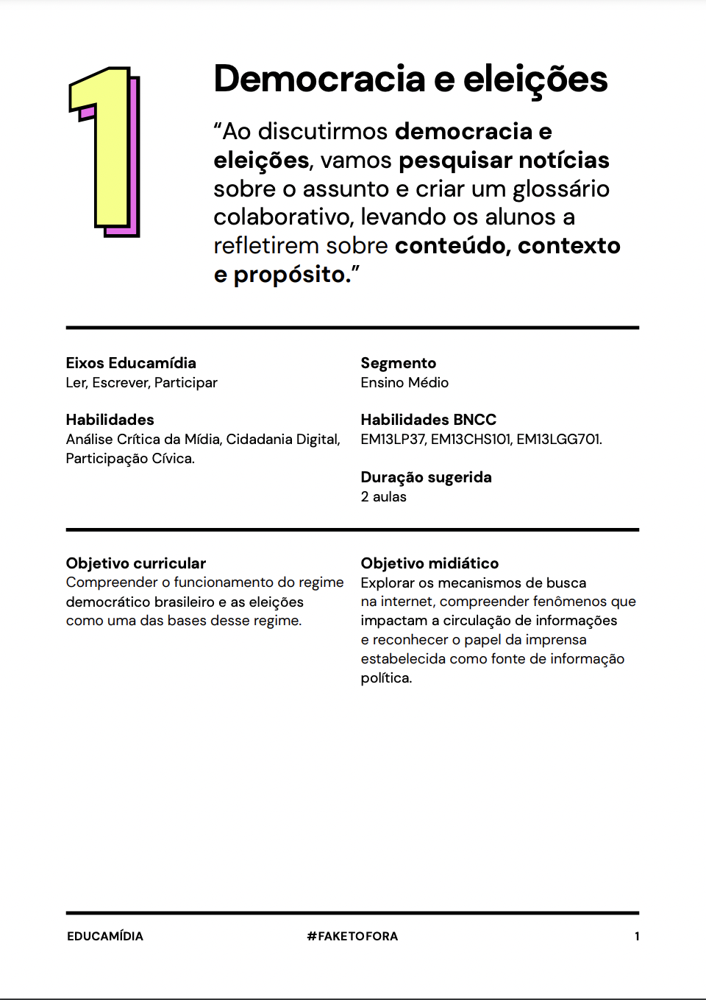 1
Democracia e eleições
“Ao discutirmos democracia e
eleições, vamos pesquisar notícias
sobre o assunto e criar um glossário
colaborativo, levando os alunos a
refletirem sobre conteúdo, contexto
e propósito.”
Eixos Educamídia
Ler, Escrever, Participar
Habilidades
Análise Crítica da Mídia, Cidadania Digital,
Participação Cívica.
Segmento
Ensino Médio
Habilidades BNCC
EM13LP37, EM13CHS101, EM13LGG701.
Duração sugerida
2 aulas
Objetivo curricular
Compreender o funcionamento do regime
democrático brasileiro e as eleições
como uma das bases desse regime.
Objetivo midiático
Explorar os mecanismos de busca
na internet, compreender fenômenos que
impactam a circulação de informações
e reconhecer o papel da imprensa
estabelecida como fonte de informação
política.
EDUCAMÍDIA
#FAKETOFORA
1